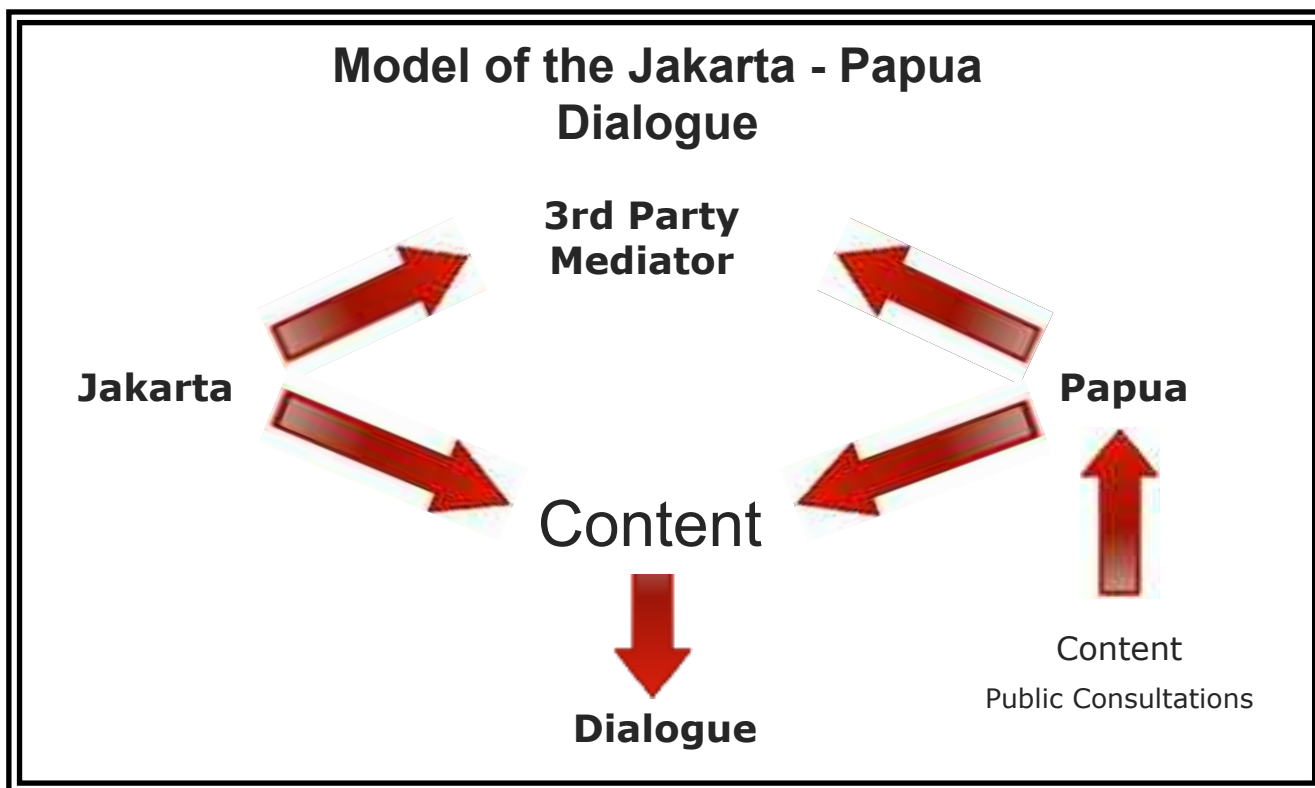 Model of the Jakarta - Papua
Dialogue
3rd Party
Mediator
Jakarta
Papua
Content
Content
Public Consultations
Dialogue